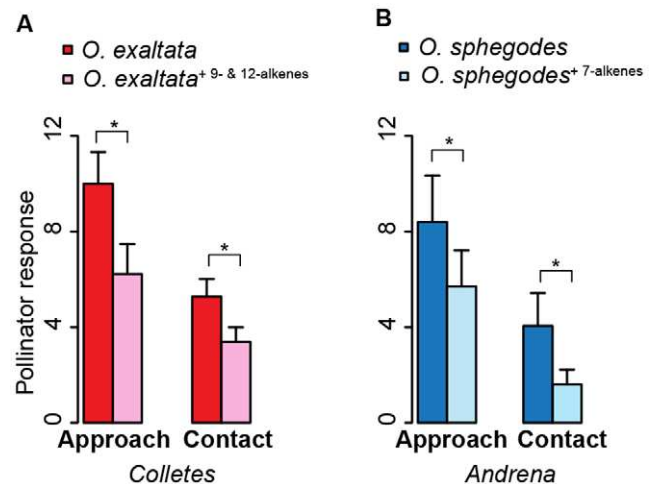 A
O. exaltata
O. exaltata+ 9- & 12-alkenes
*
*
Pollinator response
12
8
4
0
Approach Contact
Colletes
B
O. sphegodes
O. sphegodes+ 7-alkenes
*
*
12
8
4
0
Approach Contact
Andrena